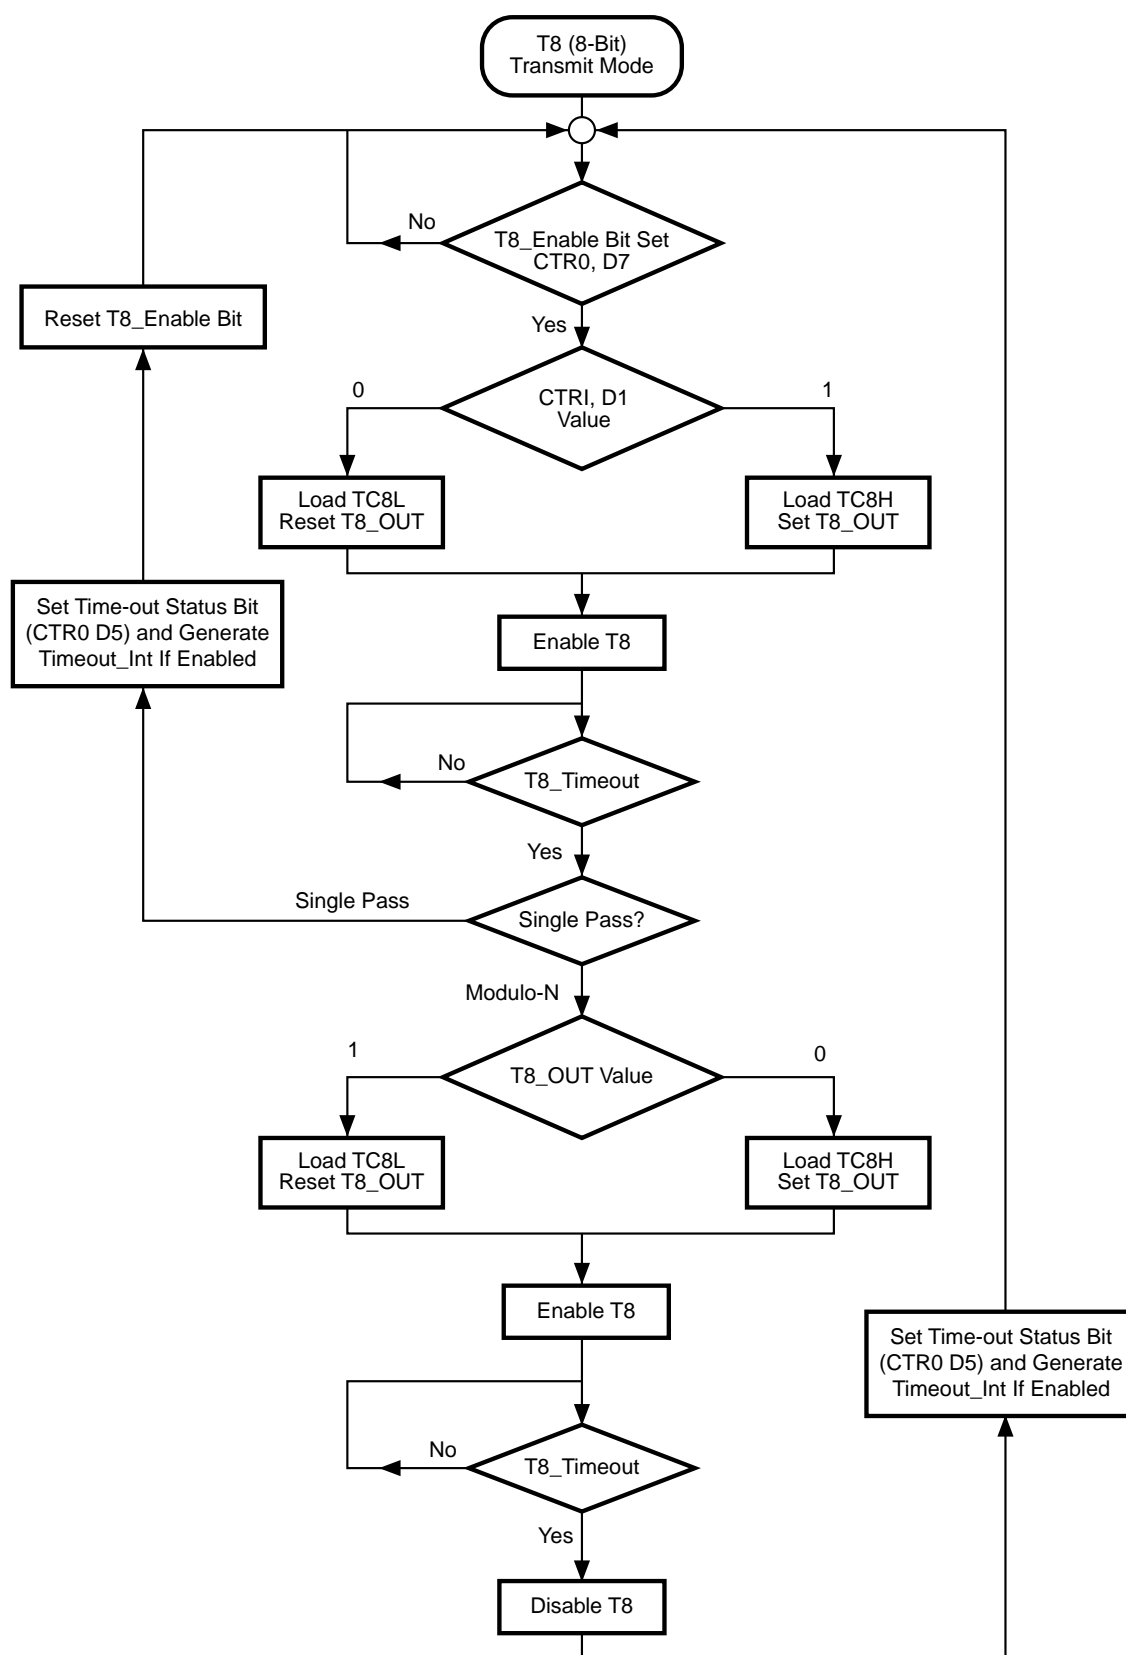 T8 (8-Bit)
Transmit Mode
No
T8_Enable Bit Set
CTR0, D7
Reset T8_Enable Bit
Yes
0
CTRI, D1
Value
1
Load TC8L
Reset T8_OUT
Load TC8H
Set T8_OUT
Set Time-out Status Bit
(CTR0 D5) and Generate
Timeout_Int If Enabled
Enable T8
No
T8_Timeout
Yes
Single Pass
Single Pass?
Modulo-N
1
T8_OUT Value
0
Load TC8L
Reset T8_OUT
Load TC8H
Set T8_OUT
Enable T8
Set Time-out Status Bit
(CTR0 D5) and Generate
Timeout_Int If Enabled
No
T8_Timeout
Yes
Disable T8